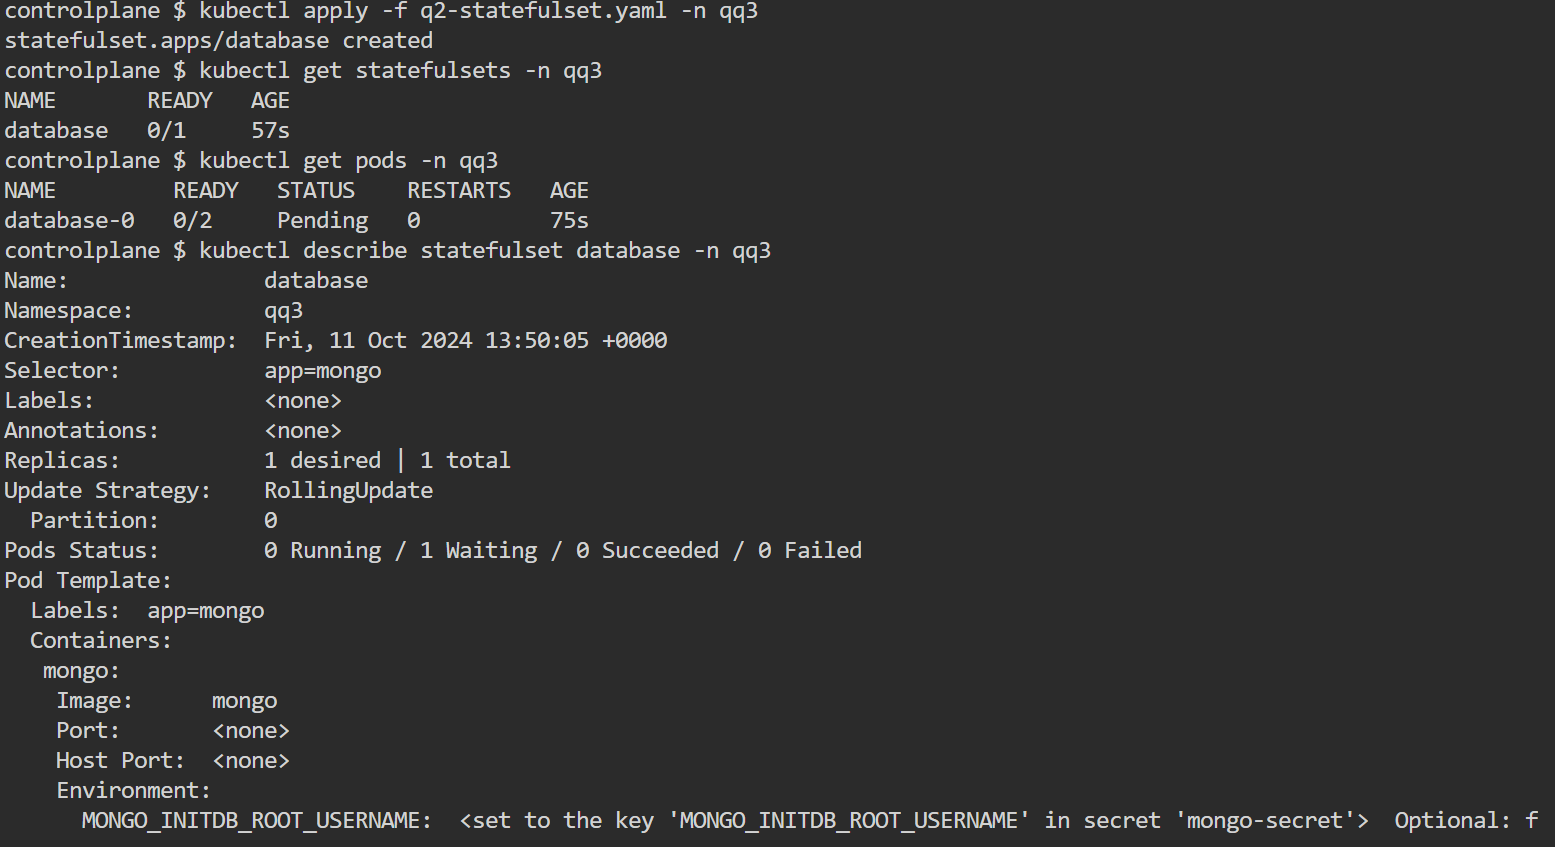 controlplane $ kubectl apply -f q2-statefulset.yaml -n qq3
statefulset.apps/database created
controlplane $ kubectl get statefulsets -n qq3
NAME       READY   AGE
database   0/1     57s
controlplane $ kubectl get pods -n qq3
NAME         READY   STATUS    RESTARTS   AGE
database-0   0/2     Pending   0          75s
controlplane $ kubectl describe statefulset database -n qq3
Name:               database
Namespace:          qq3
CreationTimestamp:  Fri, 11 Oct 2024 13:50:05 +0000
Selector:           app=mongo
Labels:             <none>
Annotations:        <none>
Replicas:           1 desired | 1 total
Update Strategy:    RollingUpdate
  Partition:        0
Pods Status:        0 Running / 1 Waiting / 0 Succeeded / 0 Failed
Pod Template:
  Labels:  app=mongo
  Containers:
   mongo:
    Image:      mongo
    Port:       <none>
    Host Port:  <none>
    Environment:
      MONGO_INITDB_ROOT_USERNAME:  <set to the key 'MONGO_INITDB_ROOT_USERNAME' in secret 'mongo-secret'>  Optional: f